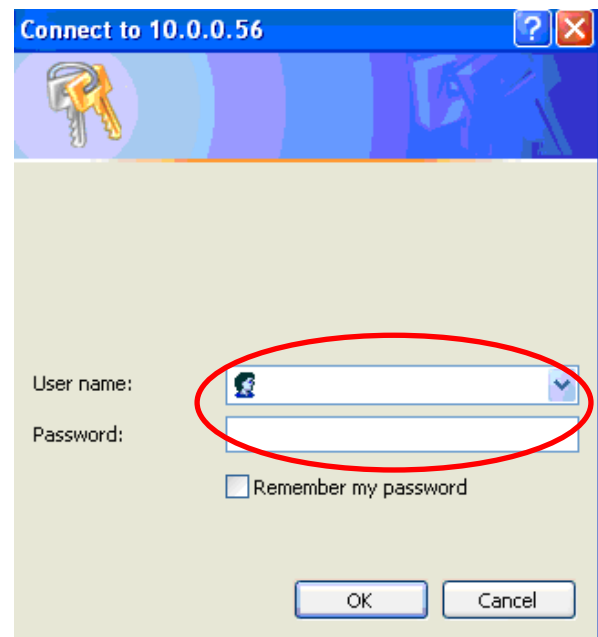 Connect to 10.0.0.56
User name:
Password:
Remember my password
OK Cancel